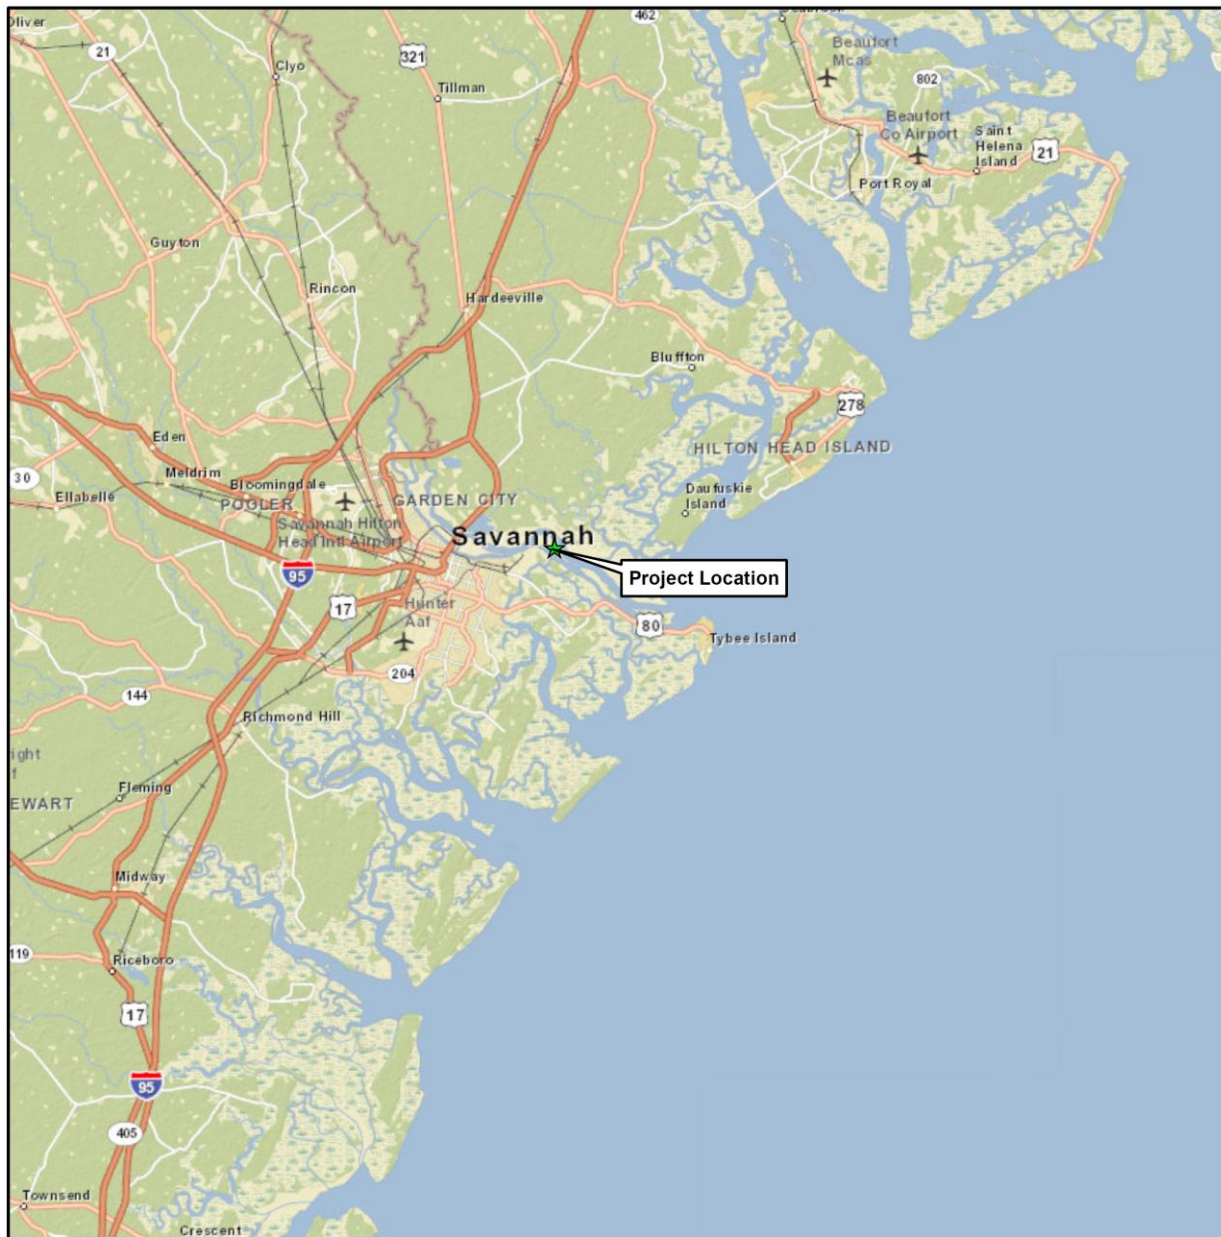 Oliver
21
Clyo
321
Tillman
462
Beaufort
Mcas
802
Beaufort
Co Airport
Saint
Helena
Island
21
Port Royal
Guyton
Rincon
Hardeeville
Bluffton
278
HILTON HEAD ISLAND
Eden
Meldrim
30
Ellabelle
Bloomingdale
POOLER
GARDEN CITY
Savannah Hilton
Head Intl Airport
Savannah
Daufuskie
Island
Project Location
95
17
Hunter
Aaf
80
Tybee Island
204
144
Richmond Hill
right
f
EWART
Fleming
Midway
119
Riceboro
17
95
405
Townsend
Crescent